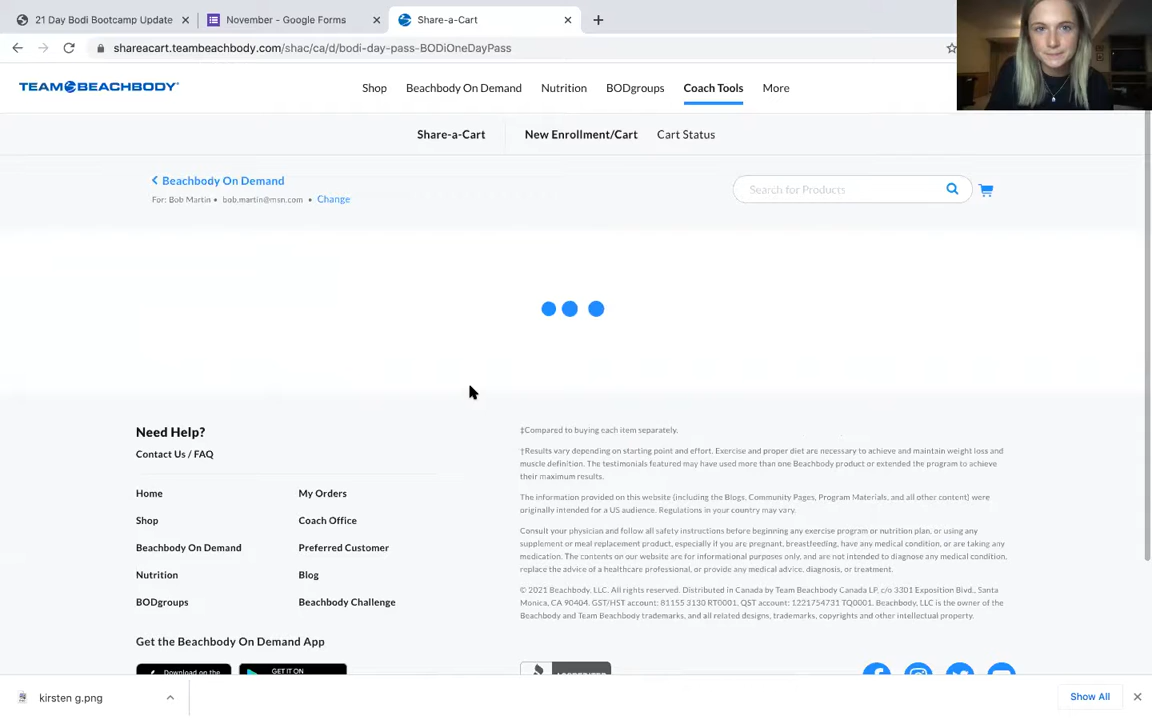 21 Day Bodi Bootcamp Update
November - Google Forms
Share-a-Cart
shareacart.teambeachbody.com/shac/ca/d/bodi-day-pass-BODiOneDayPass
TEAM BEACHBODY
Shop
Beachbody On Demand
Nutrition
BODgroups
Coach Tools
More
Share-a-Cart
New Enrollment/Cart
Cart Status
Beachbody On Demand
For: Bob Martin • bob.martin@msn.com • Change
Search for Products
Need Help?
Contact Us / FAQ
Home
My Orders
Shop
Coach Office
Beachbody On Demand
Preferred Customer
Nutrition
Blog
BODgroups
Beachbody Challenge
Get the Beachbody On Demand App
Download on the
GET IT ON
‡Compared to buying each item separately.
†Results vary depending on starting point and effort. Exercise and proper diet are necessary to achieve and maintain weight loss and
muscle definition. The testimonials featured may have used more than one Beachbody product or extended the program to achieve
their maximum results.
The information provided on this website (including the Blogs, Community Pages, Program Materials, and all other content) were
originally intended for a US audience. Regulations in your country may vary.
Consult your physician and follow all safety instructions before beginning any exercise program or nutrition plan, or using any
supplement or meal replacement product, especially if you are pregnant, breastfeeding, have any medical condition, or are taking any
medication. The contents on our website are for informational purposes only, and are not intended to diagnose any medical condition,
replace the advice of a healthcare professional, or provide any medical advice, diagnosis, or treatment.
© 2021 Beachbody, LLC. All rights reserved. Distributed in Canada by Team Beachbody Canada LP, c/o 3301 Exposition Blvd., Santa
Monica, CA 90404. GST/HST account: 81155 3130 RT0001, QST account: 1221754731 TQ0001. Beachbody, LLC is the owner of the
Beachbody and Team Beachbody trademarks, and all related designs, trademarks, copyrights and other intellectual property.
kirsten g.png
Show All